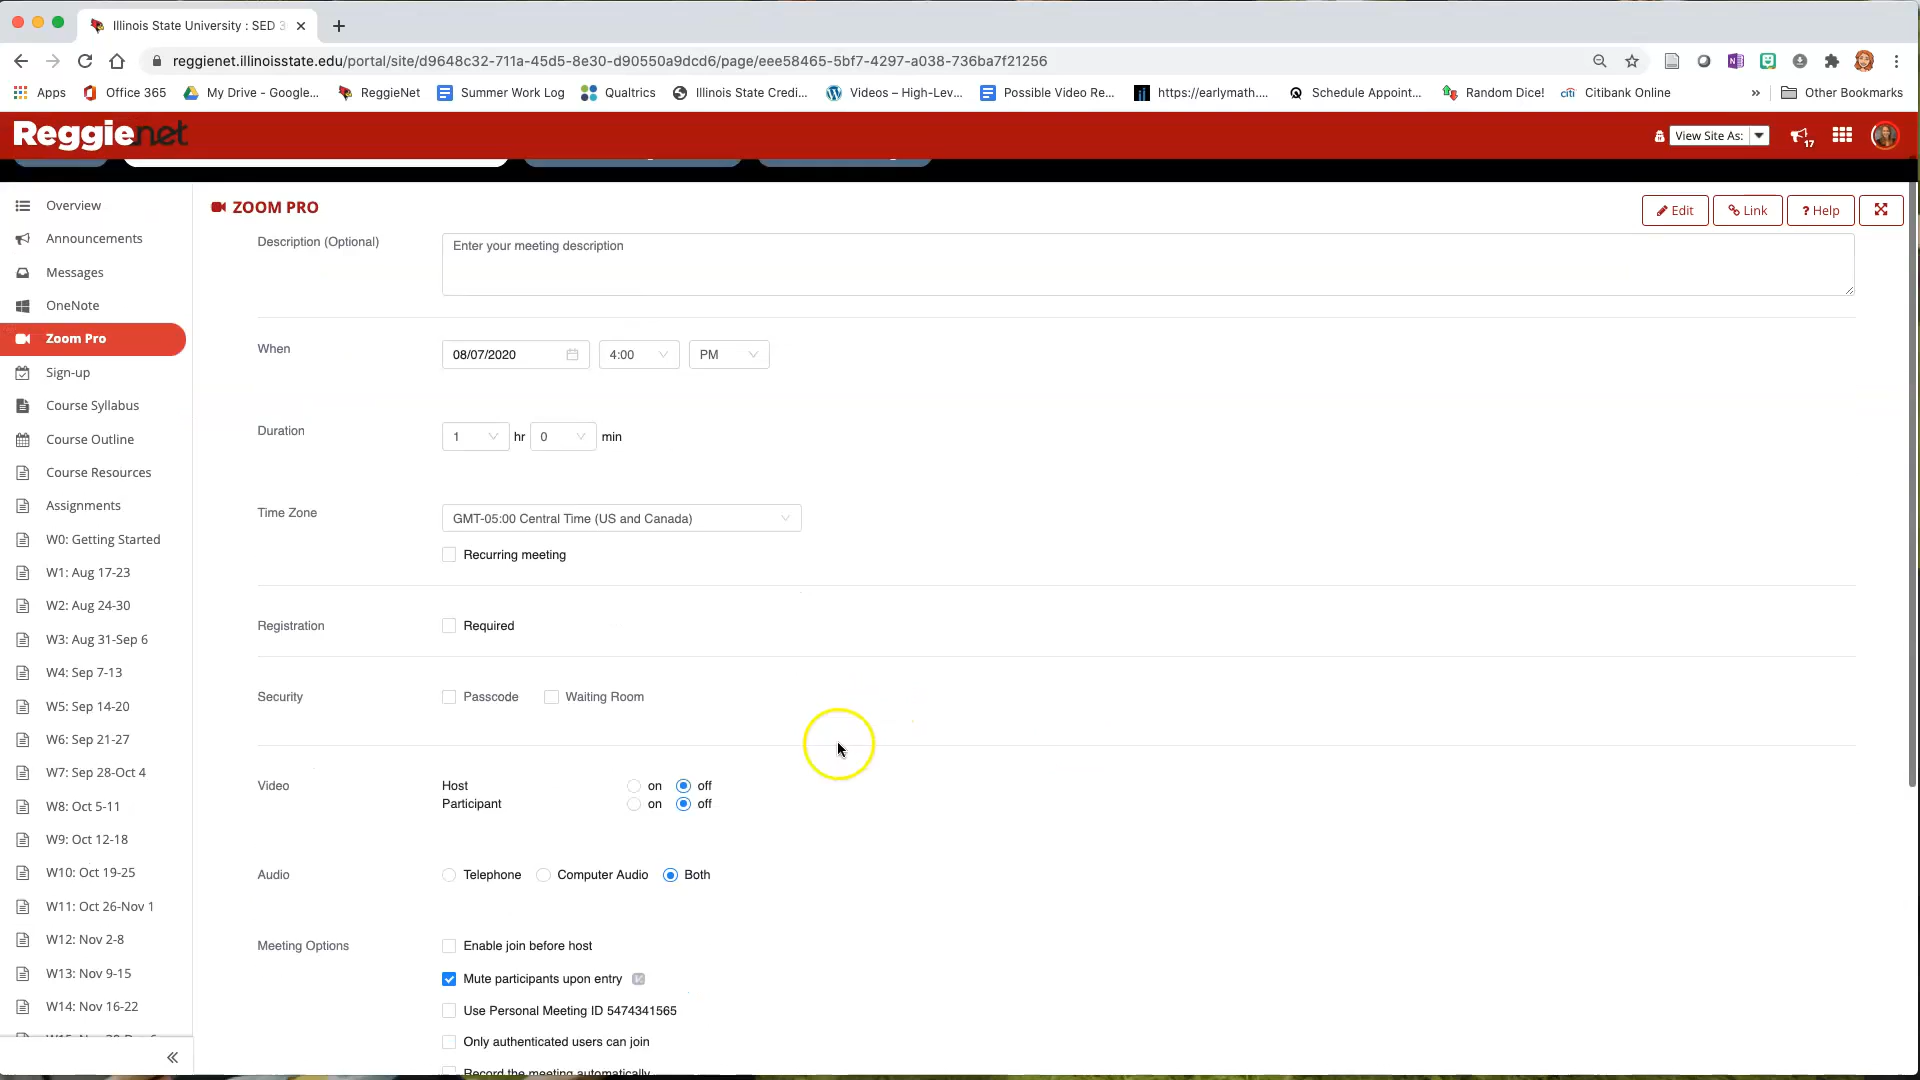 Illinois State University : SED 3
reggienet.illinoisstate.edu/portal/site/d9648c32-711a-45d5-8e30-d90550a9dcd6/page/eee58465-5bf7-4297-a038-736ba7f21256
Apps Office 365 My Drive - Google... ReggieNet Summer Work Log Qualtrics Illinois State Credi... Videos – High-Lev... Possible Video Re... https://earlymath.... Schedule Appoint... Random Dice! citi Citibank Online » Other Bookmarks
Reggienet View Site As: 17
ZOOM PRO Edit Link ? Help
Overview
Announcements
Messages
OneNote
Zoom Pro
Sign-up
Course Syllabus
Course Outline
Course Resources
Assignments
W0: Getting Started
W1: Aug 17-23
W2: Aug 24-30
W3: Aug 31-Sep 6
W4: Sep 7-13
W5: Sep 14-20
W6: Sep 21-27
W7: Sep 28-Oct 4
W8: Oct 5-11
W9: Oct 12-18
W10: Oct 19-25
W11: Oct 26-Nov 1
W12: Nov 2-8
W13: Nov 9-15
W14: Nov 16-22
Description (Optional) Enter your meeting description
When 08/07/2020 4:00 PM
Duration 1 hr 0 min
Time Zone GMT-05:00 Central Time (US and Canada)
Recurring meeting
Registration Required
Security Passcode Waiting Room
Video Host on off
Participant on off
Audio Telephone Computer Audio Both
Meeting Options Enable join before host
Mute participants upon entry
Use Personal Meeting ID 5474341565
Only authenticated users can join
Record the meeting automatically